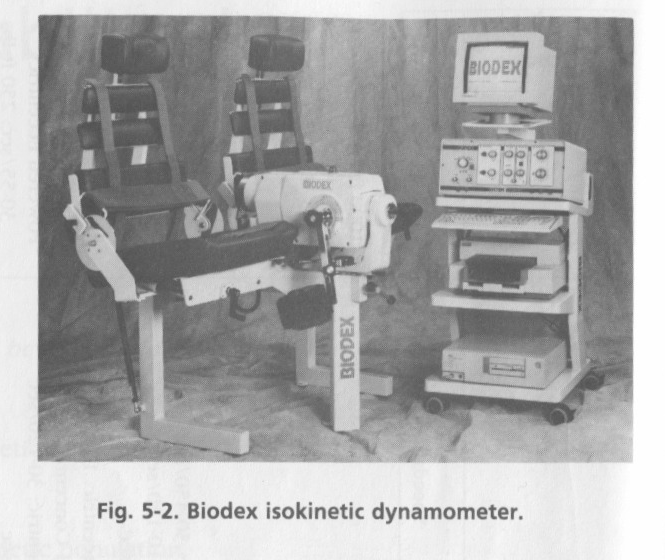 BIODEX
BIODEX
BIODEX
Fig. 5-2. Biodex isokinetic dynamometer.